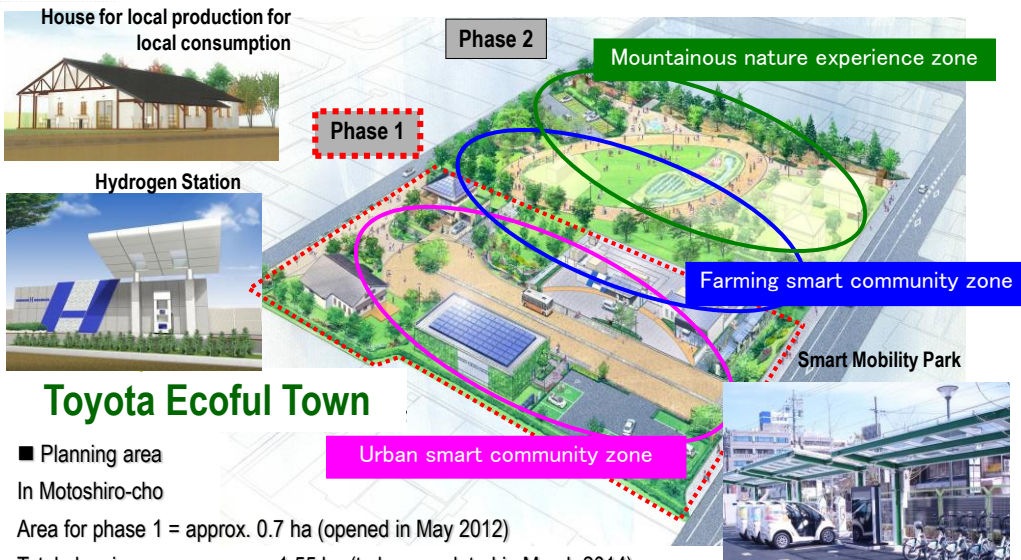 House for local production for
local consumption
Phase 2
Mountainous nature experience zone
Phase 1
Hydrogen Station
H
Farming smart community zone
Smart Mobility Park
Toyota Ecoful Town
Urban smart community zone
■ Planning area
In Motoshiro-cho
Area for phase 1 = approx. 0.7 ha (opened in May 2012)